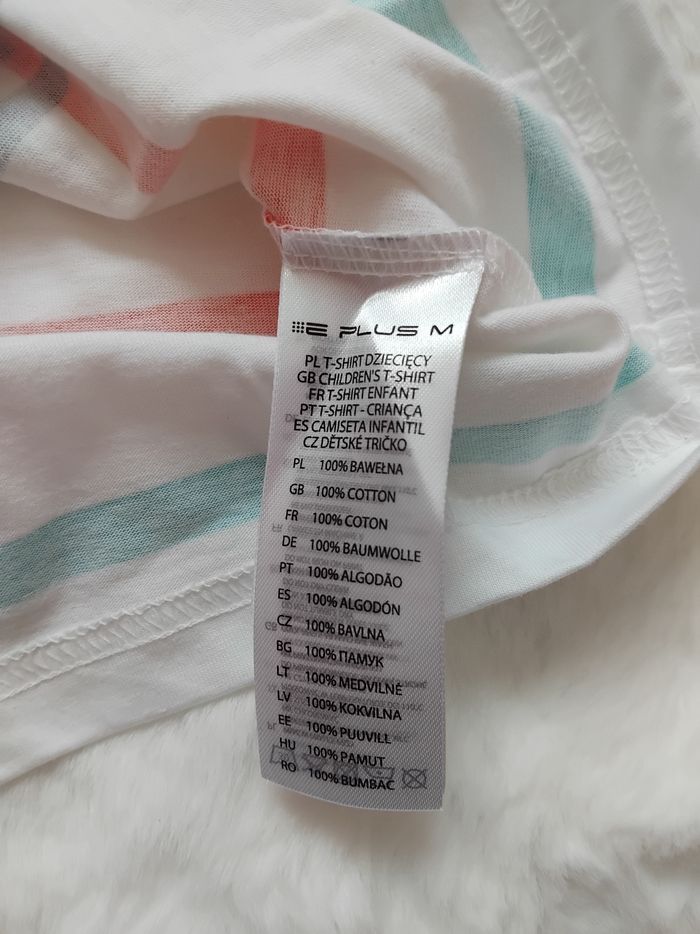 E PLUS M
PL T-SHIRT DZIECIĘCY
GB CHILDREN'S T-SHIRT
FR T-SHIRT ENFANT
PT T-SHIRT - CRIANÇA
ES CAMISETA INFANTIL
CZ DĚTSKÉ TRIČKO
PL 100% BAWEŁNA
GB 100% COTTON
FR 100% COTON
DE 100% BAUMWOLLE
PT 100% ALGODÃO
ES 100% ALGODÓN
CZ 100% BAVLNA
BG 100% ПАМУК
LT 100% MEDVILNĖ
LV 100% KOKVILNA
EE 100% PUUVILL
HU 100% PAMUT
RO 100% BUMBAC